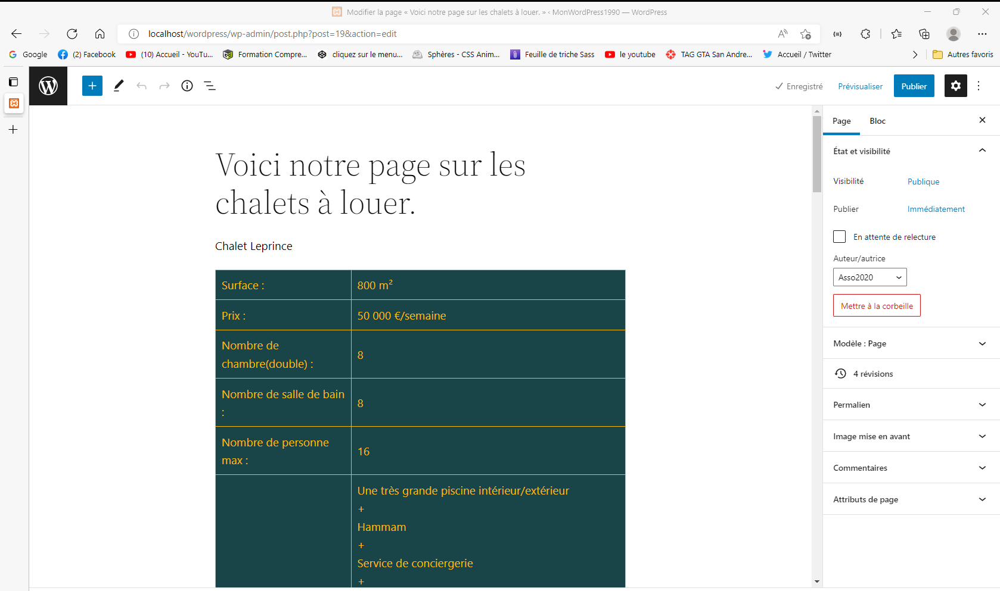 Modifier la page « Voici notre page sur les chalets à louer. » ‹ MonWordPress1990 — WordPress
localhost/wordpress/wp-admin/post.php?post=19&action=edit
Google
(2) Facebook
(10) Accueil - YouTu...
Formation Compre...
cliquez sur le menu...
Sphères - CSS Anim...
Feuille de triche Sass
le youtube
TAG GTA San Andre...
Accueil / Twitter
Autres favoris
Enregistré
Prévisualiser
Publier
Voici notre page sur les
chalets à louer.
Chalet Leprince
Surface :
800 m²
Prix :
50 000 €/semaine
Nombre de
chambre(double) :
8
Nombre de salle de bain
:
8
Nombre de personne
max :
16
Une très grande piscine intérieur/extérieur
+
Hammam
+
Service de conciergerie
+
Page
Bloc
État et visibilité
Visibilité
Publique
Publier
Immédiatement
En attente de relecture
Auteur/autrice
Asso2020
Mettre à la corbeille
Modèle : Page
4 révisions
Permalien
Image mise en avant
Commentaires
Attributs de page